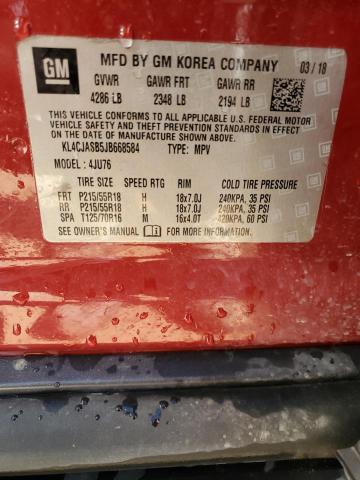 GM
MFD BY GM KOREA COMPANY 03/18
GVWR GAWR FRT GAWR RR
4286 LB 2348 LB 2194 LB
THIS VEHICLE CONFORMS TO ALL APPLICABLE
U.S. FEDERAL MOTOR
VEHICLE SAFETY, BUMPER, AND THEFT PREVENTION STANDARDS IN EFFECT ON
THE DATE OF MANUFACTURE SHOWN ABOVE.
KL4CJASB5JB668584 TYPE: MPV
MODEL: 4JU76
TIRE SIZE SPEED RTG RIM COLD TIRE PRESSURE
FRT P215/55R18 H 18x7.0J 240KPA, 35 PSI
RR P215/55R18 H 18x7.0J 240KPA, 35 PSI
SPA T125/70R16 M 16x4.0T 420KPA, 60 PSI
SEE OWNER'S MANUAL FOR MORE INFORMATION